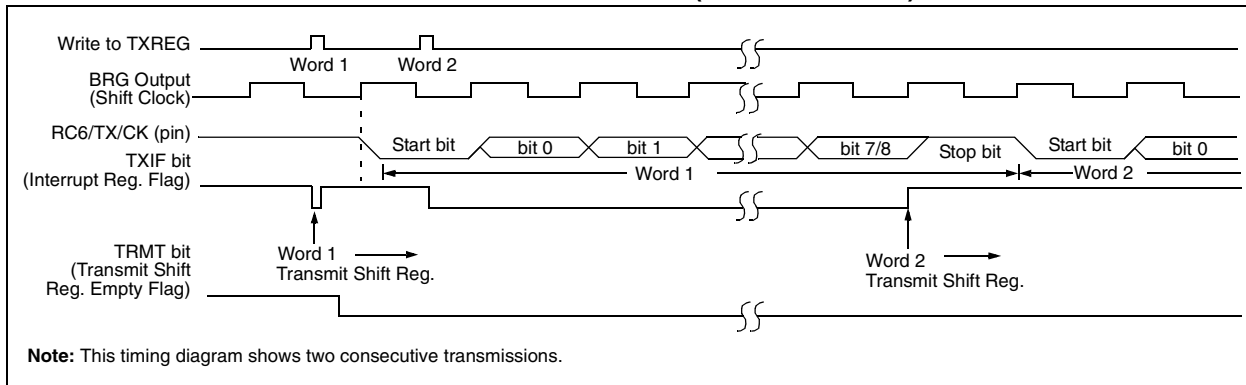 Write to TXREG
Word 1
Word 2
BRG Output
(Shift Clock)
RC6/TX/CK (pin)
Start bit
bit 0
bit 1
bit 7/8
Stop bit
Start bit
bit 0
TXIF bit
(Interrupt Reg. Flag)
Word 1
Word 2
TRMT bit
(Transmit Shift
Reg. Empty Flag)
Word 1
Transmit Shift Reg.
Word 2
Transmit Shift Reg.
Note: This timing diagram shows two consecutive transmissions.